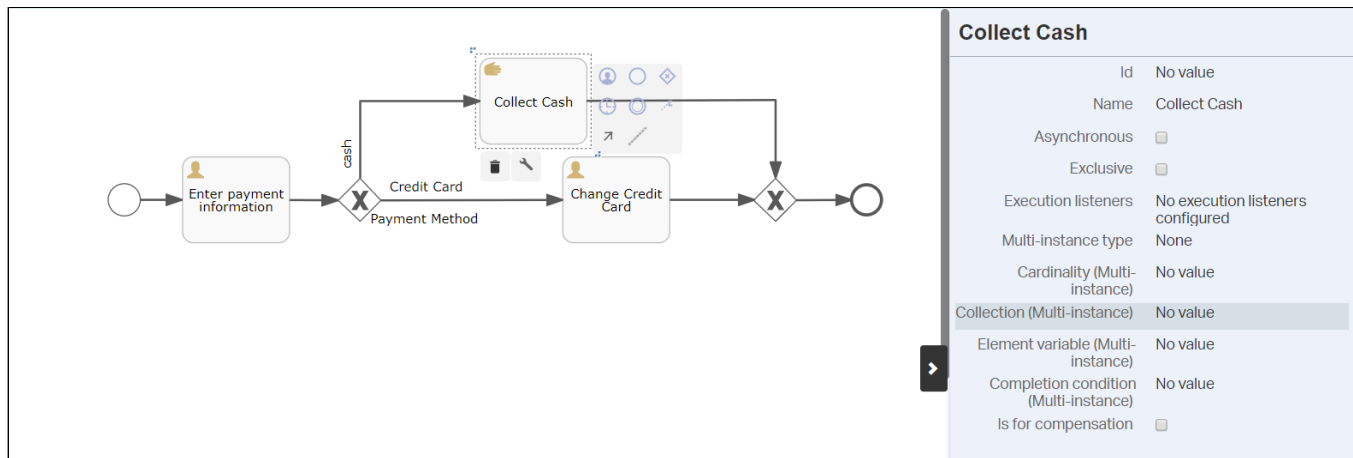 Collect Cash
cash
Enter payment
information
Credit Card
Payment Method
Change Credit
Card
Collect Cash
Id No value
Name Collect Cash
Asynchronous
Exclusive
Execution listeners No execution listeners
configured
Multi-instance type None
Cardinality (Multi-
instance) No value
Collection (Multi-instance) No value
Element variable (Multi-
instance) No value
Completion condition
(Multi-instance) No value
Is for compensation